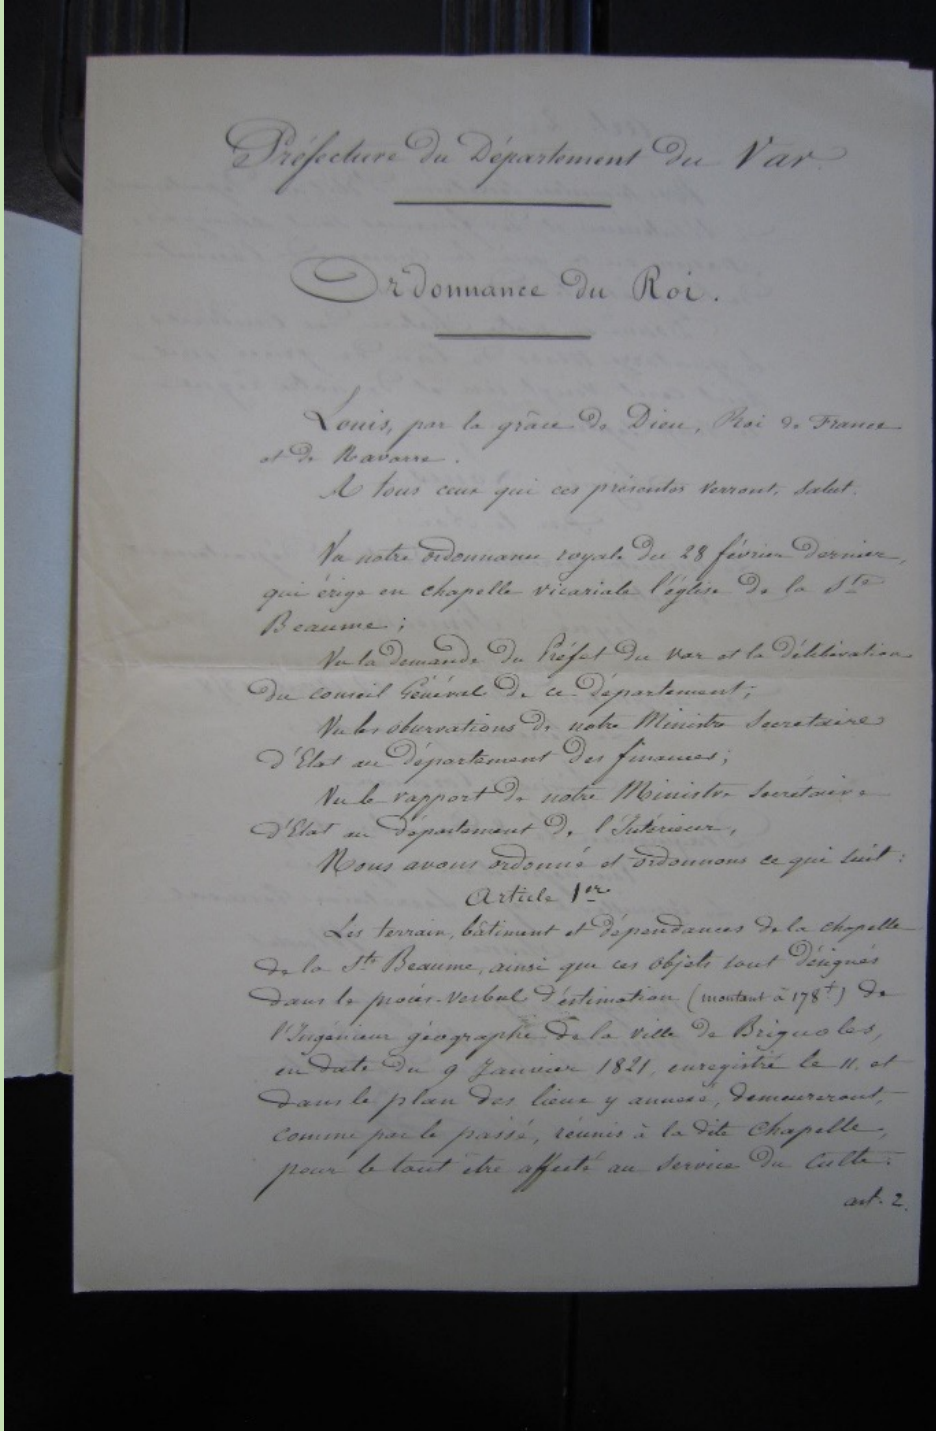 Préfecture du Département du Var.
Ordonnance du Roi.
Louis, par la grâce de Dieu, Roi de France
et de Navarre.
A tous ceux qui ces présentes verront, salut.
Vu notre ordonnance royale du 28 février dernier,
qui érige en chapelle vicariale l'église de la Ste
Beaume;
Vu la demande du Préfet du Var et la délibération
du conseil Général de ce département;
Vu les observations de notre Ministre Secrétaire
d'Etat au département des finances;
Vu le rapport de notre Ministre Secrétaire
d'Etat au département de l'Intérieur,
Nous avons ordonné et ordonnons ce qui suit:
Article 1er
Les terrain, bâtiment et dépendances de la chapelle
de la Ste Beaume, ainsi que ces objets sont désignés
dans le procès-verbal d'estimation (montant à 178f) de
l'Ingénieur géographe de la ville de Brignoles,
en date du 9 Janvier 1821, enregistré le 11, et
dans le plan des lieux y annexé, demeureront,
comme par le passé, réunis à la dite chapelle,
pour le tout être affecté au service du Culte.
art. 2.